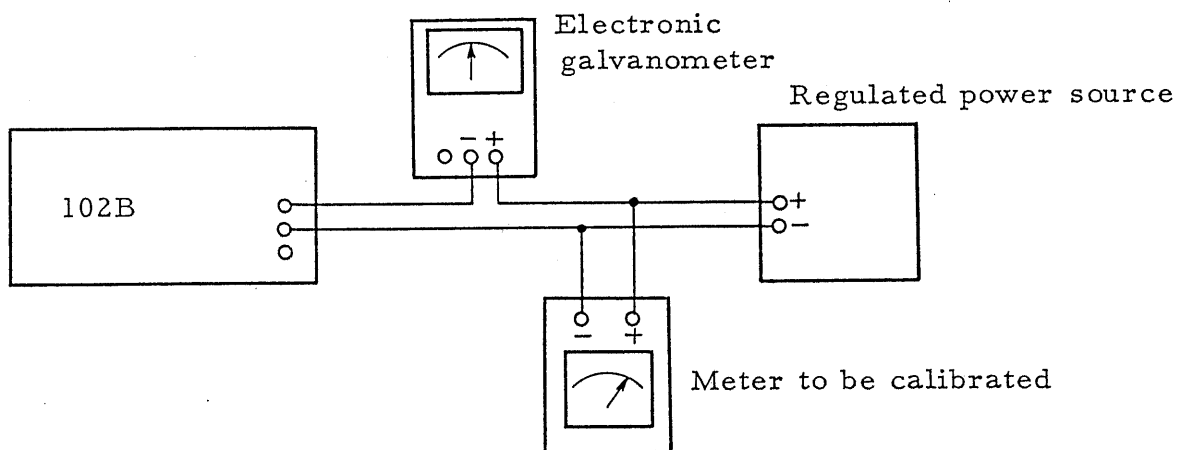 Electronic
galvanometer
Regulated power source
− +
102B
+
−
− +
Meter to be calibrated